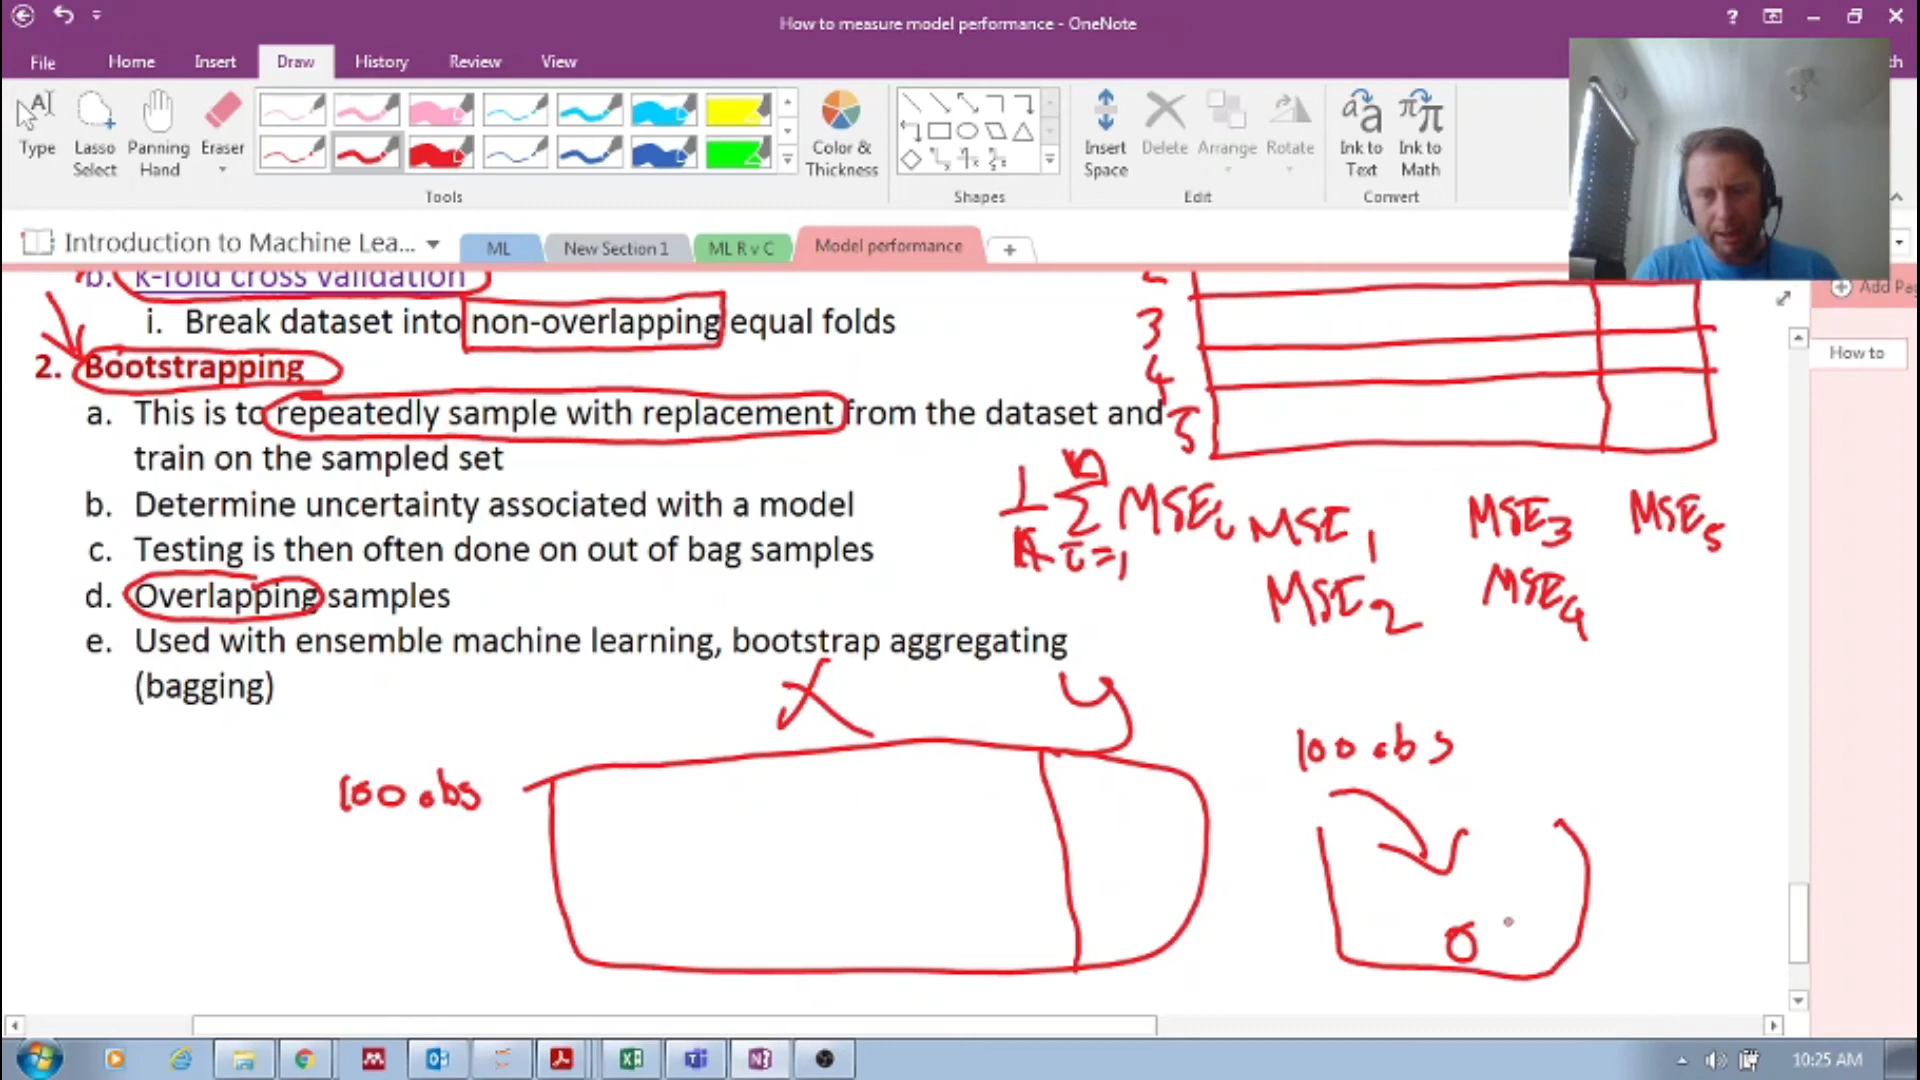 How to measure model performance - OneNote
File Home Insert Draw History Review View
Type Lasso Select Panning Hand Eraser
Color & Thickness
Insert Space Delete Arrange Rotate
Ink to Text Ink to Math
Tools Shapes Edit Convert
Introduction to Machine Lea... ML New Section 1 ML R v C Model performance
Add Pag
How to
b. k-fold cross validation
i. Break dataset into non-overlapping equal folds
2. Bootstrapping
a. This is to repeatedly sample with replacement from the dataset and
train on the sampled set
b. Determine uncertainty associated with a model
c. Testing is then often done on out of bag samples
d. Overlapping samples
e. Used with ensemble machine learning, bootstrap aggregating
(bagging)
3
4
5
MSE MSE1 MSE3 MSE5
MSE2 MSE4
X y
100 obs
100 obs
10:25 AM